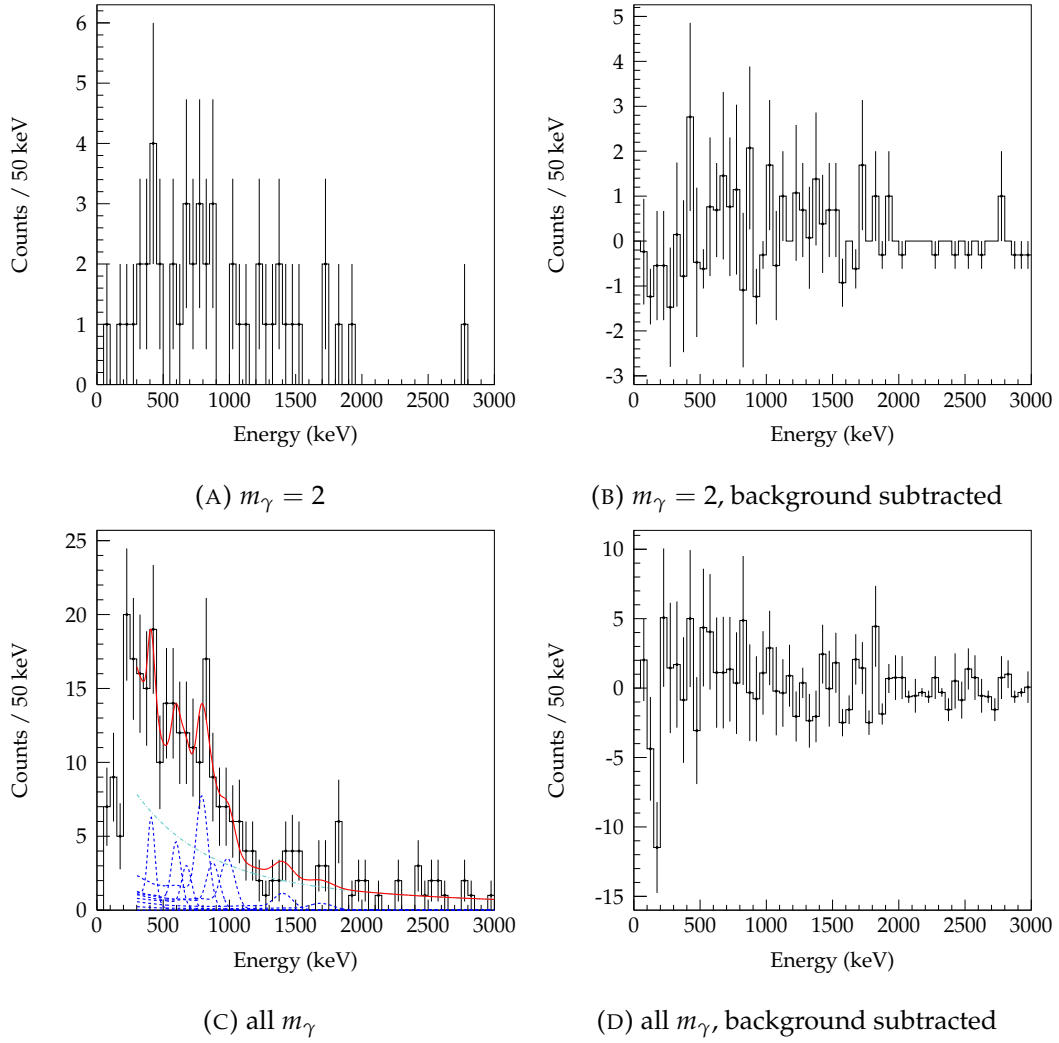 6
5
4
3
2
1
0
Counts / 50 keV
0 500 1000 1500 2000 2500 3000
Energy (keV)
(A) mγ = 2
5
4
3
2
1
0
-1
-2
-3
Counts / 50 keV
0 500 1000 1500 2000 2500 3000
Energy (keV)
(B) mγ = 2, background subtracted
25
20
15
10
5
0
Counts / 50 keV
0 500 1000 1500 2000 2500 3000
Energy (keV)
(C) all mγ
10
5
0
-5
-10
-15
Counts / 50 keV
0 500 1000 1500 2000 2500 3000
Energy (keV)
(D) all mγ, background subtracted